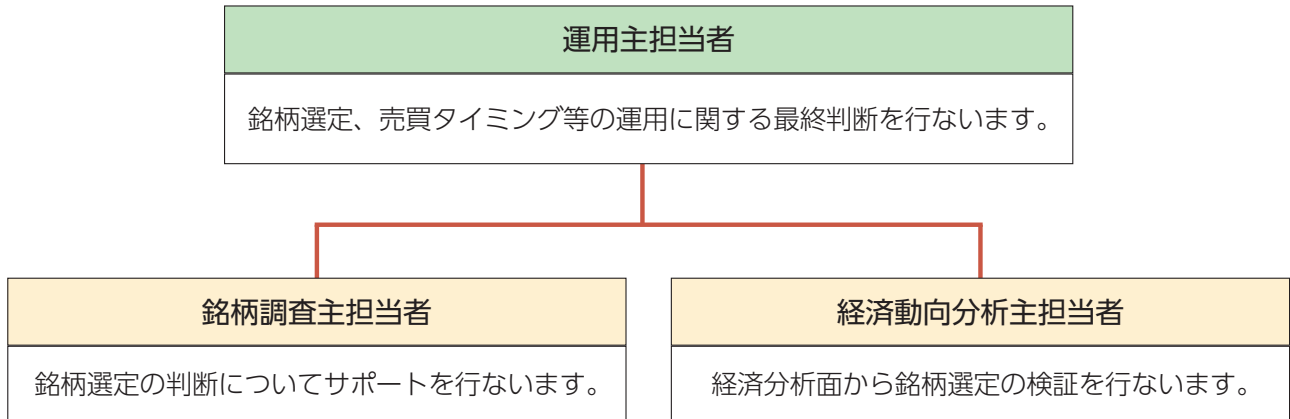 運用主担当者
銘柄選定、売買タイミング等の運用に関する最終判断を行ないます。
銘柄調査主担当者
銘柄選定の判断についてサポートを行ないます。
経済動向分析主担当者
経済分析面から銘柄選定の検証を行ないます。